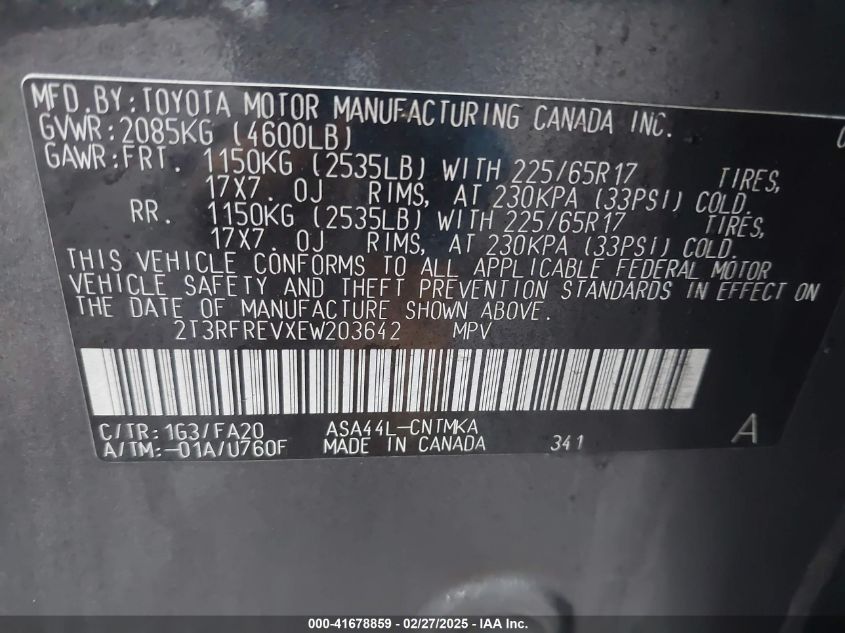 MFD.BY:TOYOTA MOTOR MANUFACTURING CANADA INC.
GVWR:2085KG (4600LB)
GAWR:FRT. 1150KG (2535LB) WITH 225/65R17 TIRES,
17X7. 0J RIMS, AT 230KPA (33PSI) COLD.
RR. 1150KG (2535LB) WITH 225/65R17 TIRES,
17X7. 0J RIMS, AT 230KPA (33PSI) COLD.
THIS VEHICLE CONFORMS TO ALL APPLICABLE FEDERAL MOTOR
VEHICLE SAFETY AND THEFT PREVENTION STANDARDS IN EFFECT ON
THE DATE OF MANUFACTURE SHOWN ABOVE.
2T3RFREVXEW203642 MPV
C/TR:1G3/FA20 ASA44L-CNTMKA
A/TM:-01A/U760F MADE IN CANADA 341 A
000-41678859 - 02/27/2025 - IAA Inc.